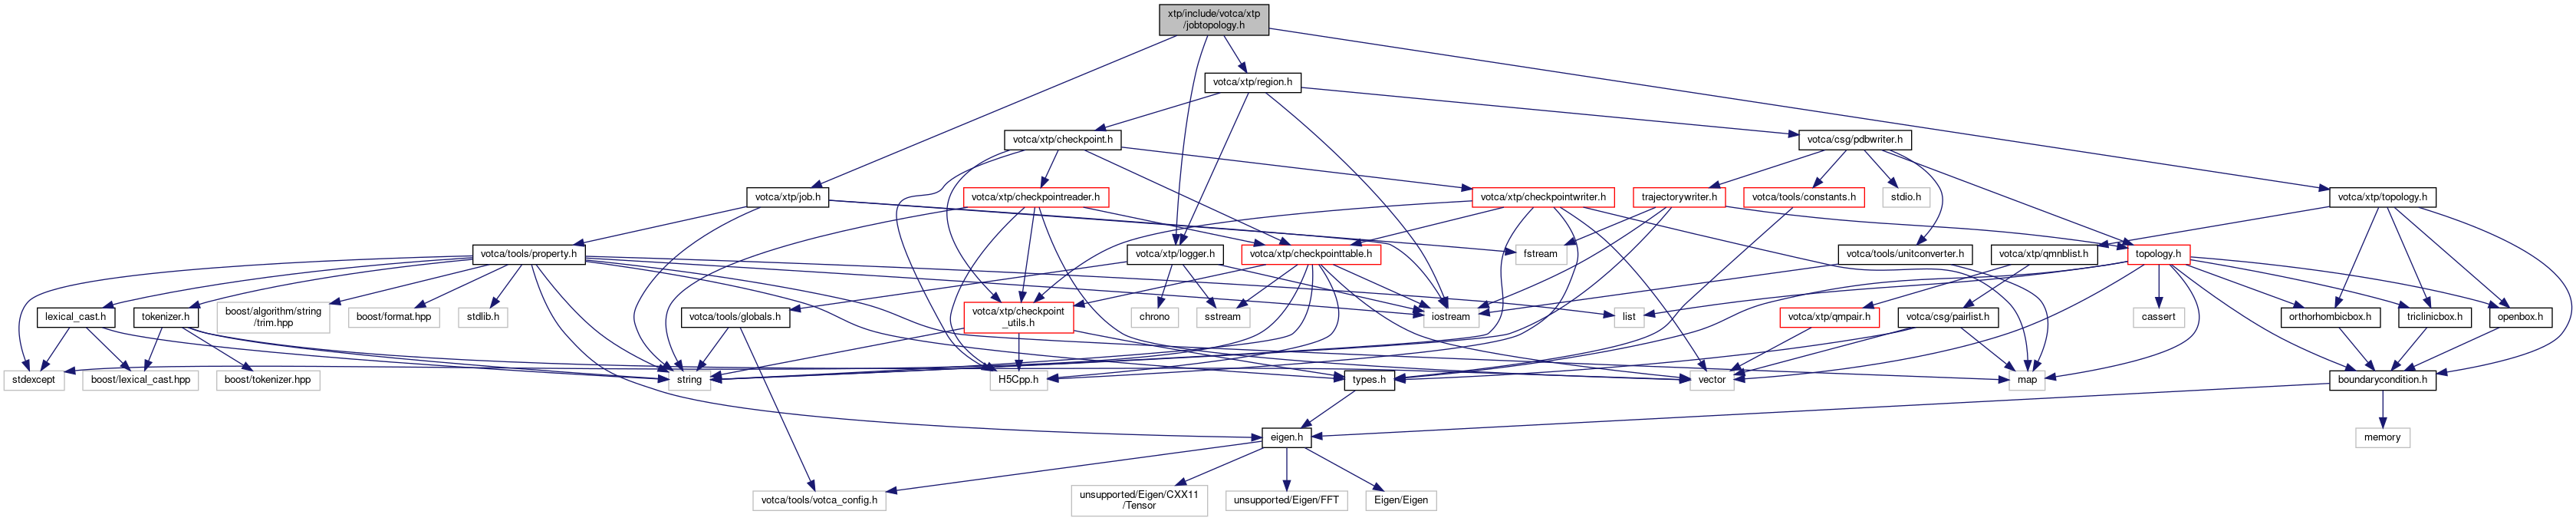 xtp/include/votca/xtp
/jobtopology.h
votca/xtp/region.h
votca/xtp/checkpoint.h
votca/csg/pdbwriter.h
votca/xtp/job.h
votca/xtp/checkpointreader.h
votca/xtp/checkpointwriter.h
trajectorywriter.h
votca/tools/constants.h
stdio.h
votca/xtp/topology.h
votca/tools/property.h
votca/xtp/logger.h
votca/xtp/checkpointtable.h
fstream
votca/tools/unitconverter.h
votca/xtp/qmnblist.h
topology.h
lexical_cast.h
tokenizer.h
boost/algorithm/string
/trim.hpp
boost/format.hpp
stdlib.h
votca/tools/globals.h
chrono
sstream
votca/xtp/checkpoint
_utils.h
iostream
list
votca/xtp/qmpair.h
votca/csg/pairlist.h
cassert
orthorhombicbox.h
triclinicbox.h
openbox.h
stdexcept
boost/lexical_cast.hpp
boost/tokenizer.hpp
string
H5Cpp.h
types.h
vector
map
boundarycondition.h
eigen.h
memory
votca/tools/votca_config.h
unsupported/Eigen/CXX11
/Tensor
unsupported/Eigen/FFT
Eigen/Eigen